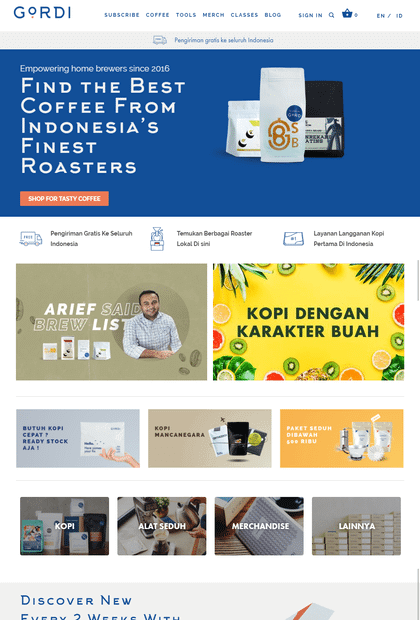 GORDI
SUBSCRIBE COFFEE TOOLS MERCH CLASSES BLOG SIGN IN 0 EN / ID
Pengiriman gratis ke seluruh Indonesia
Empowering home brewers since 2016
Find the Best
Coffee From
Indonesia's
Finest
Roasters
SHOP FOR TASTY COFFEE
FREE
Pengiriman Gratis Ke Seluruh
Indonesia
Temukan Berbagai Roaster
Lokal Di sini
Layanan Langganan Kopi
Pertama Di Indonesia
ARIEF SAID
BREW LIST
KOPI DENGAN
KARAKTER BUAH
BUTUH KOPI
CEPAT ?
READY STOCK
AJA !
KOPI
MANCANEGARA
PAKET SEDUH
DIBAWAH
500 RIBU
KOPI
ALAT SEDUH
MERCHANDISE
LAINNYA
Discover New
Every 2 Weeks With